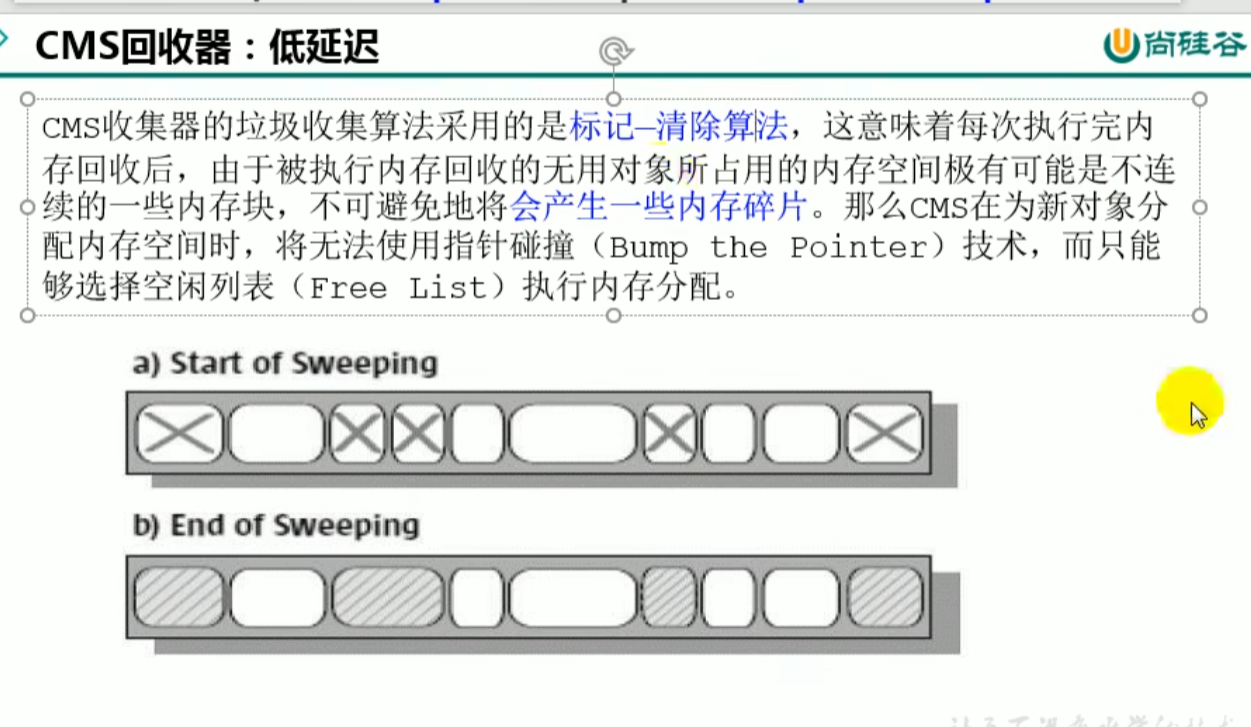 CMS回收器：低延迟
尚硅谷
CMS收集器的垃圾收集算法采用的是标记—清除算法，这意味着每次执行完内
存回收后，由于被执行内存回收的无用对象所占用的内存空间极有可能是不连
续的一些内存块，不可避免地将会产生一些内存碎片。那么CMS在为新对象分
配内存空间时，将无法使用指针碰撞（Bump the Pointer）技术，而只能
够选择空闲列表（Free List）执行内存分配。
a) Start of Sweeping
b) End of Sweeping